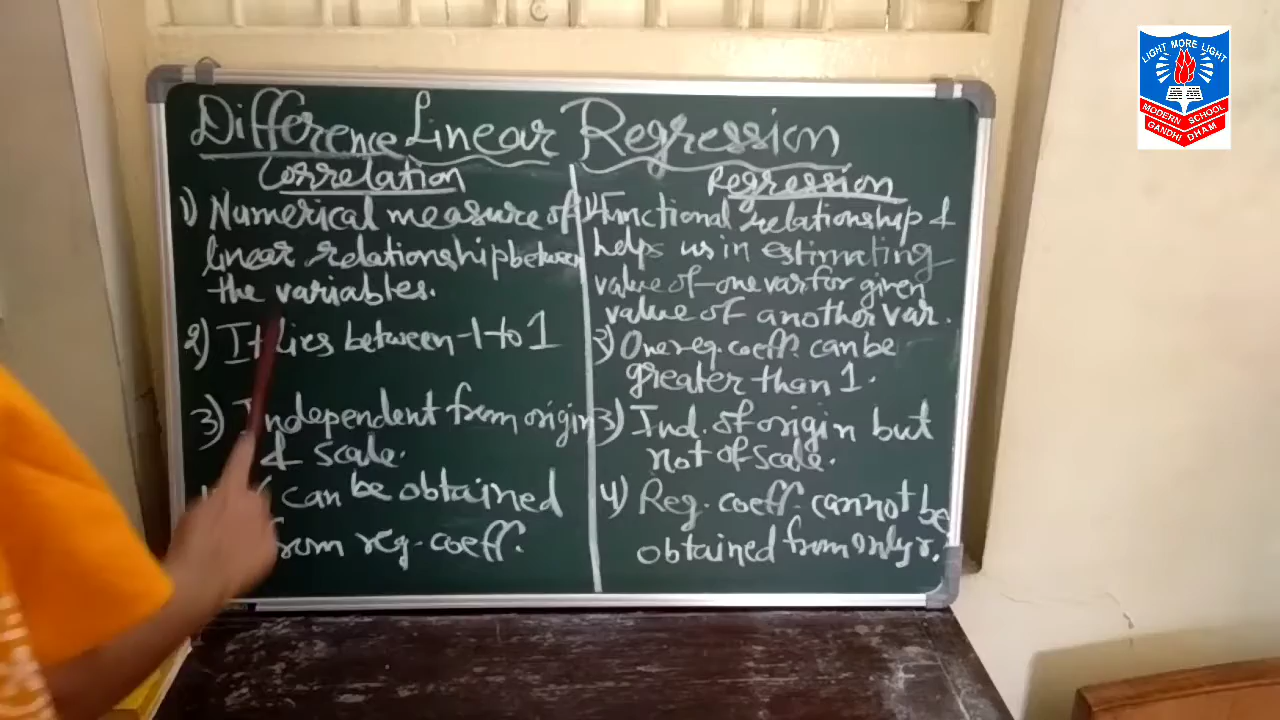 Difference Linear Regression
Correlation
1) Numerical measure of
linear relationship between
the variables.
2) It lies between -1 to 1
3) Independent from origin
& scale.
can be obtained
from reg. coeff.
Regression
1) Functional relationship &
helps us in estimating
value of one var for given
value of another var.
2) One reg. coeff. can be
greater than 1.
3) Ind. of origin but
not of scale.
4) Reg. coeff. cannot be
obtained from only r.
LIGHT MORE LIGHT
MODERN SCHOOL
GANDHI DHAM